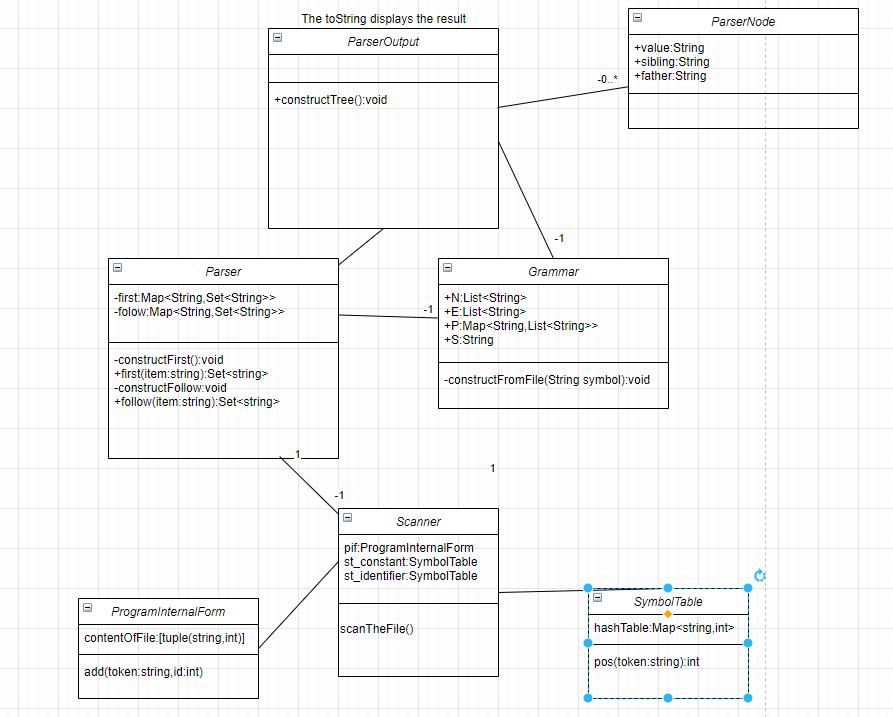 The toString displays the result
ParserOutput
+constructTree():void
ParserNode
+value:String
+sibling:String
+father:String
-0..*
-1
Parser
-first:Map<String,Set<String>>
-folow:Map<String,Set<String>>
-constructFirst():void
+first(item:string):Set<string>
-constructFollow:void
+follow(item:string):Set<string>
-1
Grammar
+N:List<String>
+E:List<String>
+P:Map<String,List<String>>
+S:String
-constructFromFile(String symbol):void
1
1
-1
Scanner
pif:ProgramInternalForm
st_constant:SymbolTable
st_identifier:SymbolTable
scanTheFile()
ProgramInternalForm
contentOfFile:[tuple(string,int)]
add(token:string,id:int)
SymbolTable
hashTable:Map<string,int>
pos(token:string):int